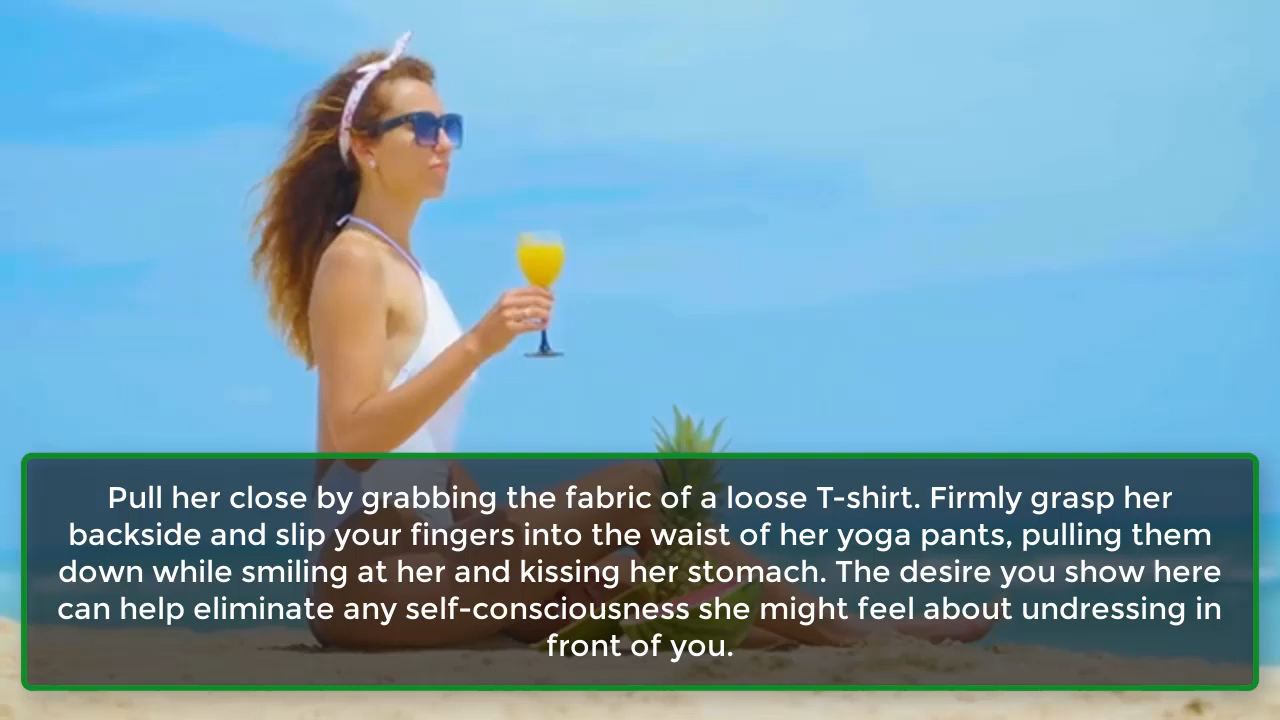 Pull her close by grabbing the fabric of a loose T-shirt. Firmly grasp her
backside and slip your fingers into the waist of her yoga pants, pulling them
down while smiling at her and kissing her stomach. The desire you show here
can help eliminate any self-consciousness she might feel about undressing in
front of you.